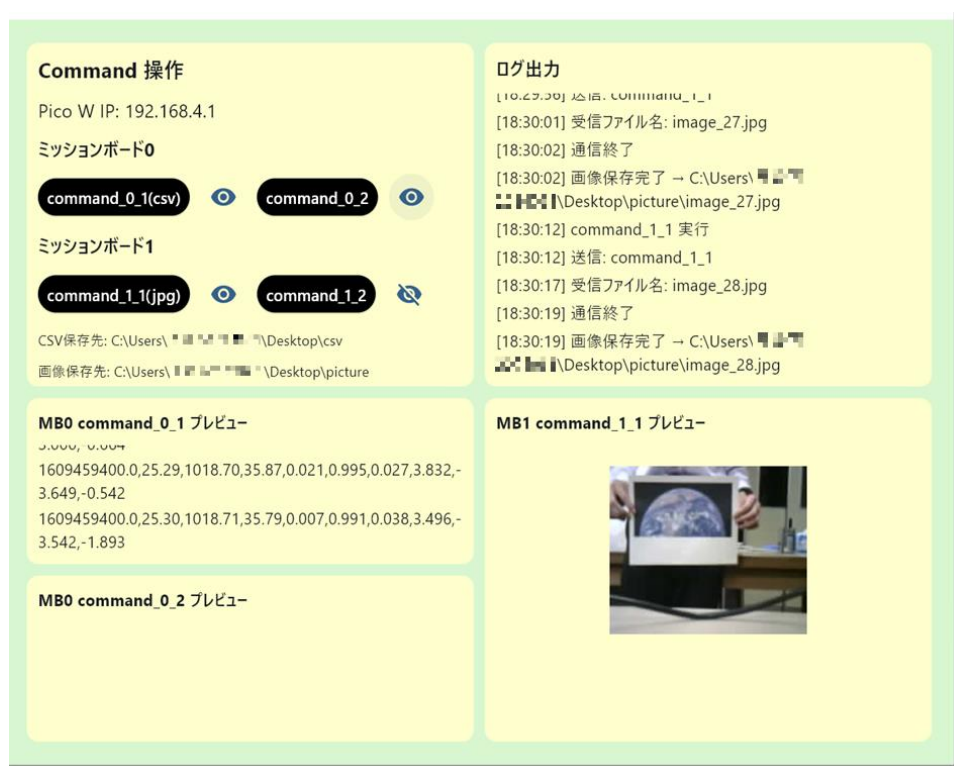 Command 操作
Pico W IP: 192.168.4.1
ミッションボード0
command_0_1(csv)
command_0_2
ミッションボード1
command_1_1(jpg)
command_1_2
CSV保存先: C:\Users\ \Desktop\csv
画像保存先: C:\Users\ \Desktop\picture
ログ出力
[18:29:56] 送信: command_1_1
[18:30:01] 受信ファイル名: image_27.jpg
[18:30:02] 通信終了
[18:30:02] 画像保存完了 → C:\Users\
\Desktop\picture\image_27.jpg
[18:30:12] command_1_1 実行
[18:30:12] 送信: command_1_1
[18:30:17] 受信ファイル名: image_28.jpg
[18:30:19] 通信終了
[18:30:19] 画像保存完了 → C:\Users\
\Desktop\picture\image_28.jpg
MB0 command_0_1 プレビュー
1609459400.0,25.29,1018.70,35.87,0.021,0.995,0.027,3.832,-
3.649,-0.542
1609459400.0,25.30,1018.71,35.79,0.007,0.991,0.038,3.496,-
3.542,-1.893
MB0 command_0_2 プレビュー
MB1 command_1_1 プレビュー